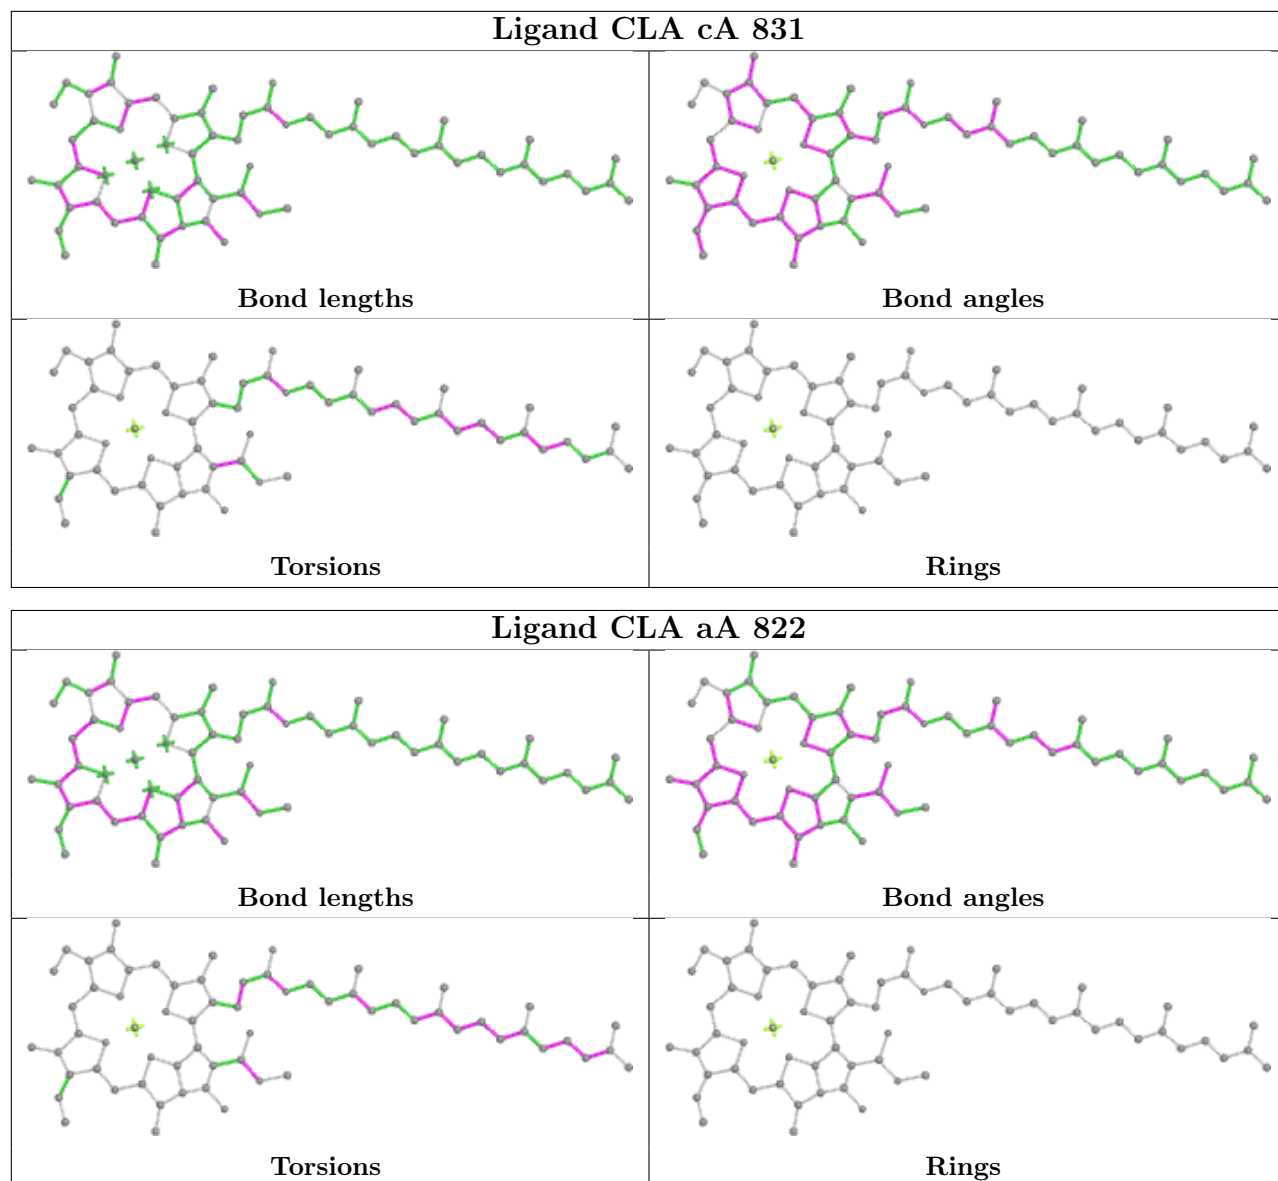 Ligand CLA cA 831
Bond lengths
Bond angles
Torsions
Rings
Ligand CLA aA 822
Bond lengths
Bond angles
Torsions
Rings